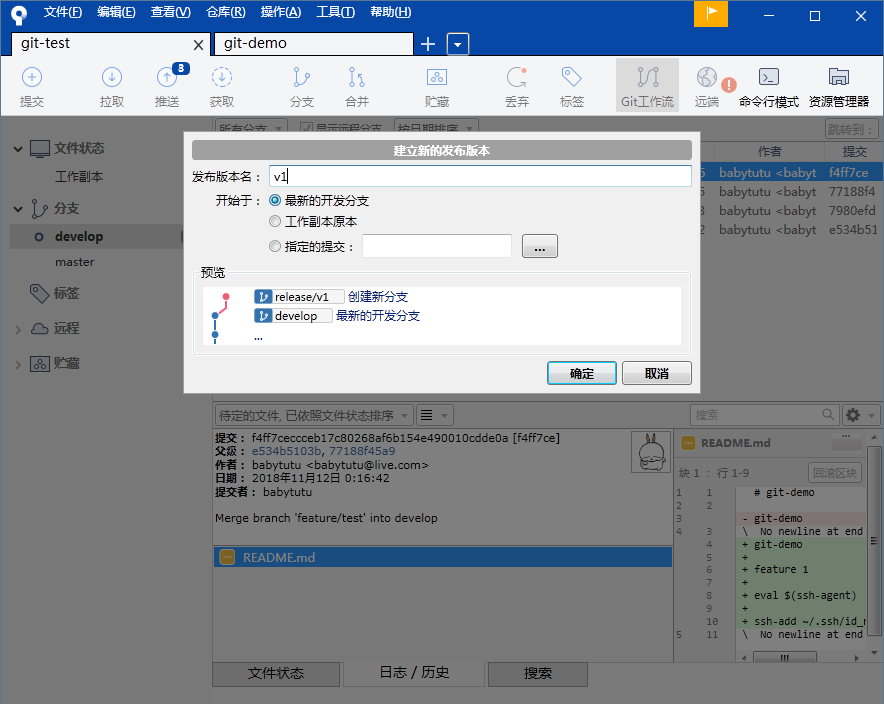 文件(F) 编辑(E) 查看(V) 仓库(R) 操作(A) 工具(T) 帮助(H)
git-test git-demo
3
提交 拉取 推送 获取 分支 合并 贮藏 丢弃 标签 Git工作流 远端 命令行模式 资源管理器
所有分支 显示远程分支 按日期排序 跳转到：
作者 提交
babytutu <babyt f4ff7ce
babytutu <babyt 77188f4
babytutu <babyt 7980efd
babytutu <babyt e534b51
文件状态
工作副本
分支
develop
master
标签
远程
贮藏
建立新的发布版本
发布版本名： v1
开始于： 最新的开发分支
工作副本原本
指定的提交： ...
预览
release/v1 创建新分支
develop 最新的开发分支
...
确定 取消
待定的文件, 已依照文件状态排序 搜索
提交： f4ff7ceccceb17c80268af6b154e490010cdde0a [f4ff7ce]
父级： e534b5103b, 77188f45a9
作者： babytutu <babytutu@live.com>
日期： 2018年11月12日 0:16:42
提交者： babytutu
Merge branch 'feature/test' into develop
README.md
README.md
块 1 ： 行 1-9 回滚区块
1 1 # git-demo
2 2
3 - git-demo
4 3 \ No newline at end
4 + git-demo
5 +
6 + feature 1
7 +
8 + eval $(ssh-agent)
9 +
10 + ssh-add ~/.ssh/id_r
5 11 \ No newline at end
文件状态 日志 / 历史 搜索